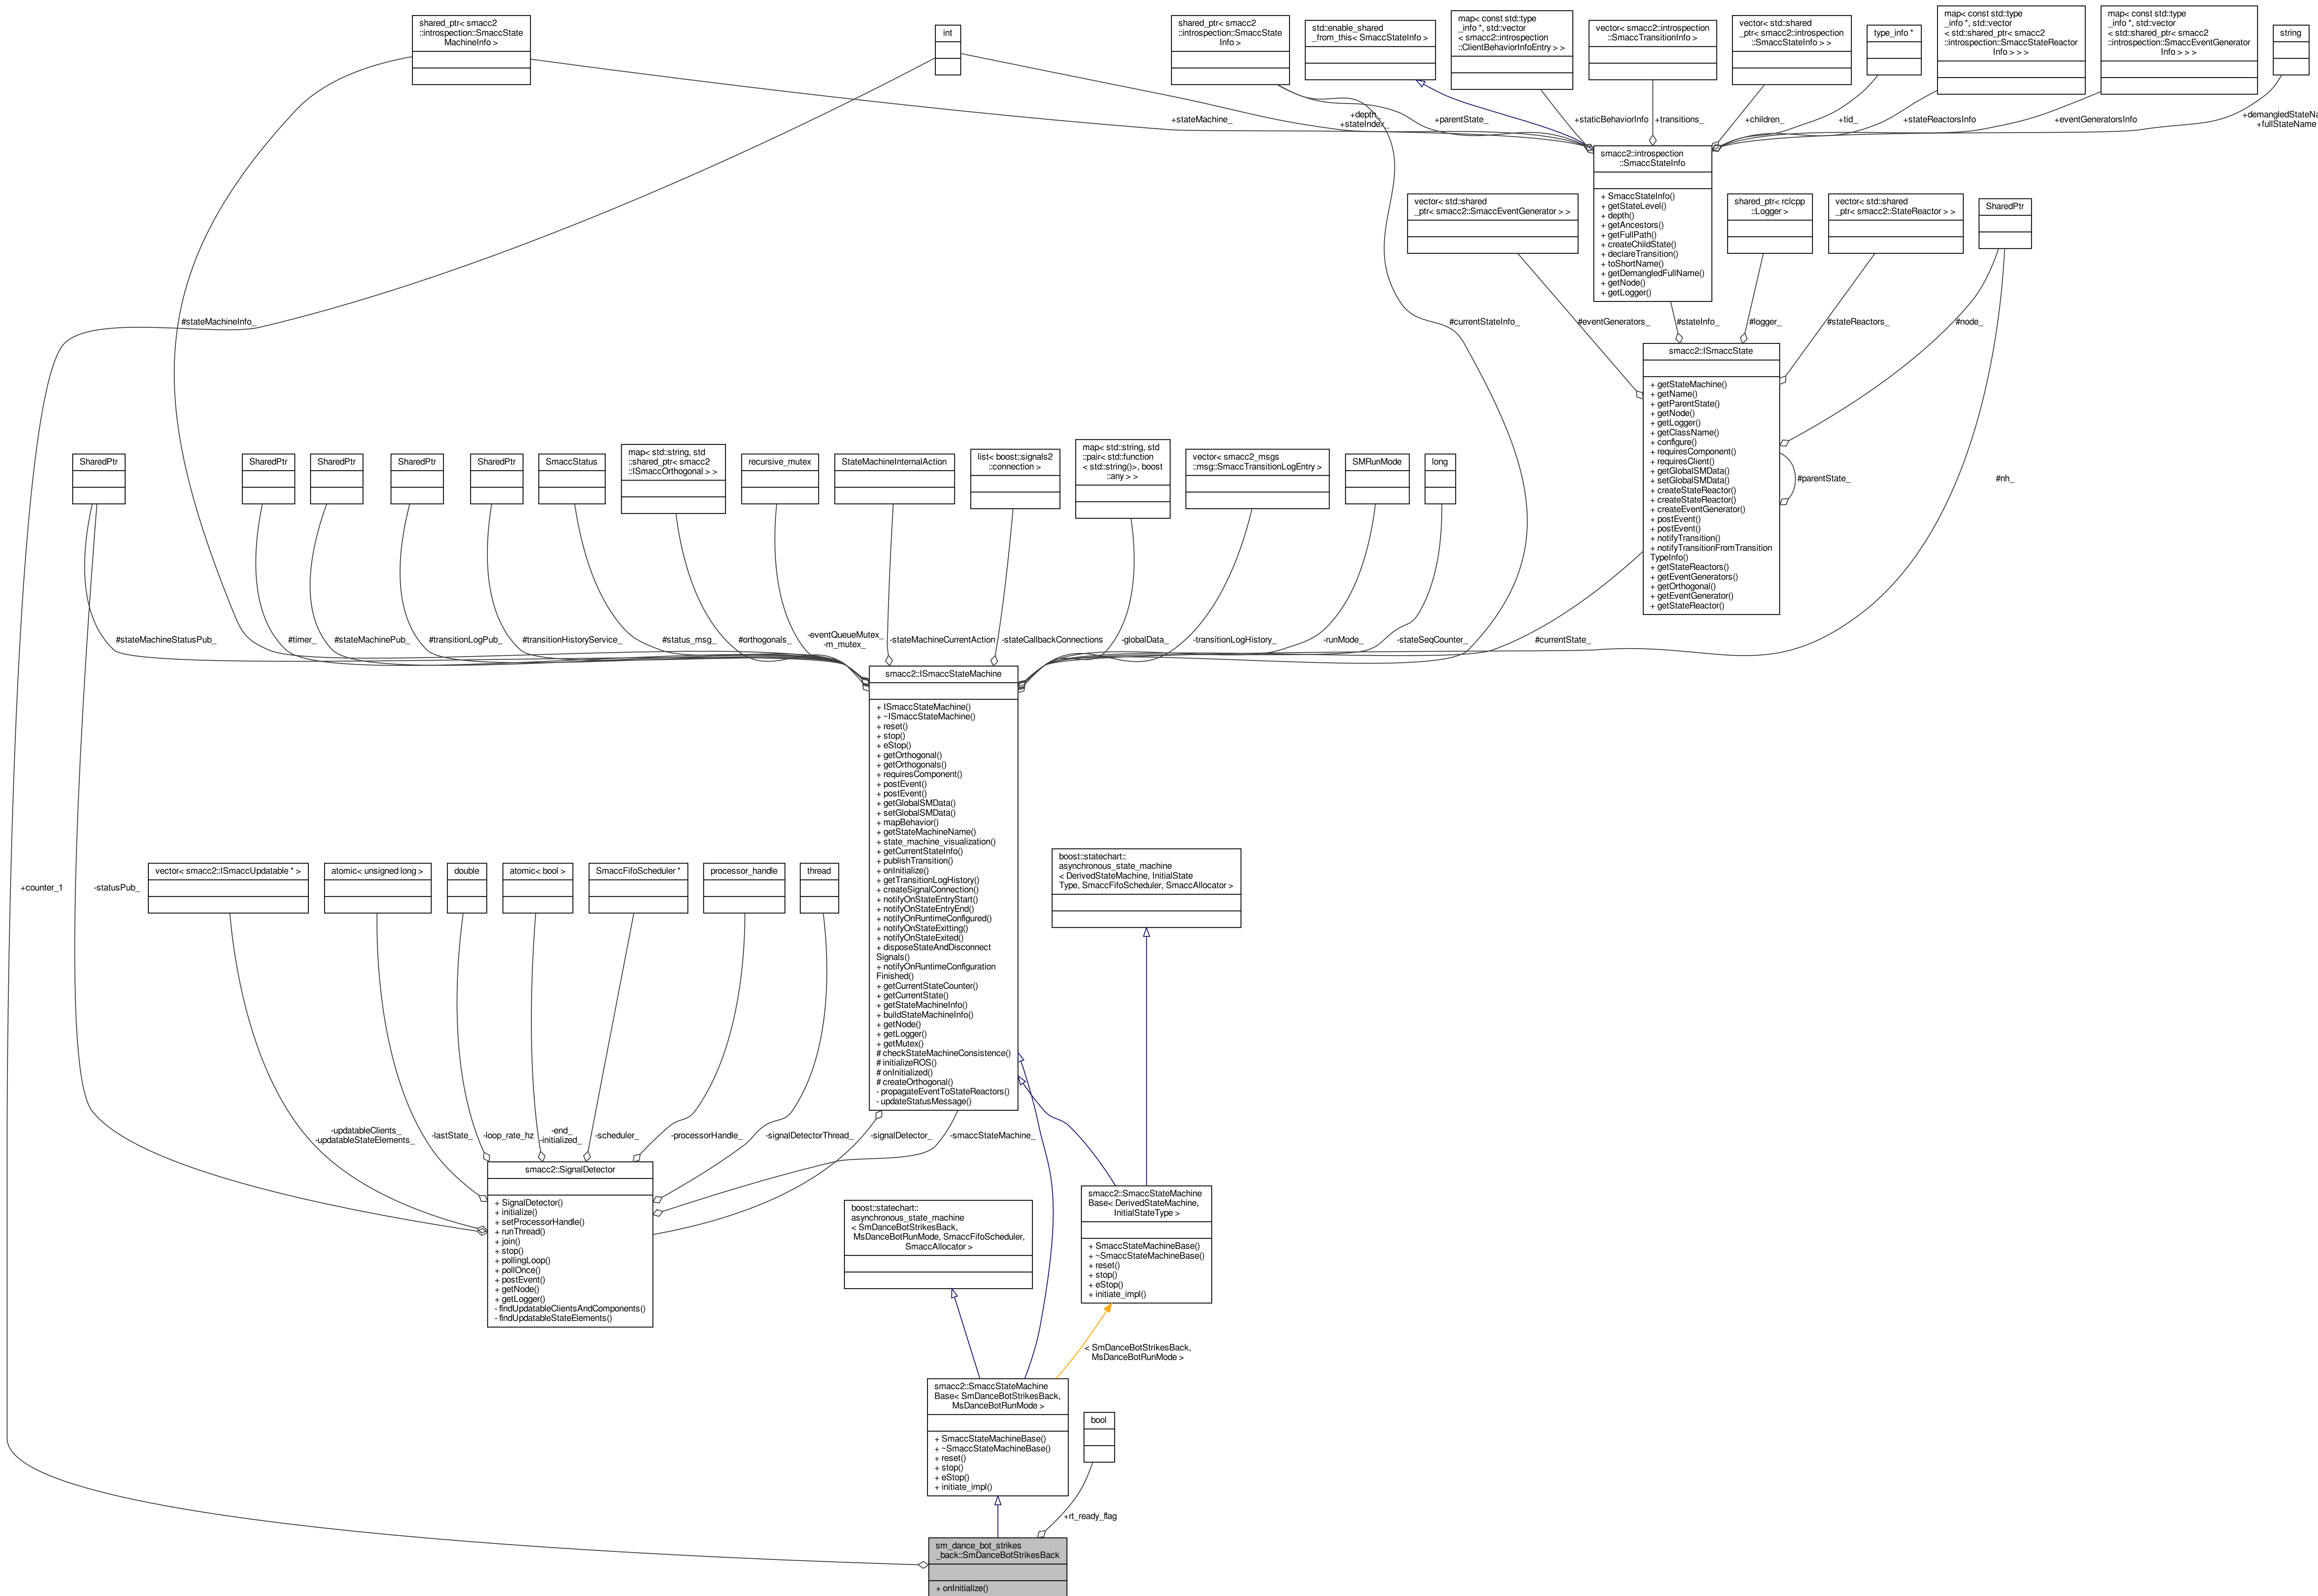 shared_ptr< smacc2
::introspection::SmaccState
MachineInfo >
int
shared_ptr< smacc2
::introspection::SmaccState
Info >
std::enable_shared
_from_this< SmaccStateInfo >
map< const std::type
_info *, std::vector
< smacc2::introspection
::ClientBehaviorInfoEntry > >
vector< smacc2::introspection
::SmaccTransitionInfo >
vector< std::shared
_ptr< smacc2::introspection
::SmaccStateInfo > >
type_info *
map< const std::type
_info *, std::vector
< std::shared_ptr< smacc2
::introspection::SmaccStateReactor
Info > > >
map< const std::type
_info *, std::vector
< std::shared_ptr< smacc2
::introspection::SmaccEventGenerator
Info > > >
string
+stateMachine_
+depth_
+stateIndex_
+parentState_
+staticBehaviorInfo
+transitions_
+children_
+tid_
+stateReactorsInfo
+eventGeneratorsInfo
+demangledStateNa
+fullStateName
smacc2::introspection
::SmaccStateInfo
+ SmaccStateInfo()
+ getStateLevel()
+ depth()
+ getAncestors()
+ getFullPath()
+ createChildState()
+ declareTransition()
+ toShortName()
+ getDemangledFullName()
+ getNode()
+ getLogger()
vector< std::shared
_ptr< smacc2::SmaccEventGenerator > >
shared_ptr< rclcpp
::Logger >
vector< std::shared
_ptr< smacc2::StateReactor > >
SharedPtr
#stateMachineInfo_
#currentStateInfo_
#eventGenerators_
#stateInfo_
#logger_
#stateReactors_
#node_
smacc2::ISmaccState
+ getStateMachine()
+ getName()
+ getParentState()
+ getNode()
+ getLogger()
+ getClassName()
+ configure()
+ requiresComponent()
+ requiresClient()
+ getGlobalSMData()
+ setGlobalSMData()
+ createStateReactor()
+ createStateReactor()
+ createEventGenerator()
+ postEvent()
+ postEvent()
+ notifyTransition()
+ notifyTransitionFromTransition
TypeInfo()
+ getStateReactors()
+ getEventGenerators()
+ getOrthogonal()
+ getEventGenerator()
+ getStateReactor()
#parentState_
#nh_
SharedPtr
SharedPtr
SharedPtr
SharedPtr
SharedPtr
SmaccStatus
map< std::string, std
::shared_ptr< smacc2
::ISmaccOrthogonal > >
recursive_mutex
StateMachineInternalAction
list< boost::signals2
::connection >
map< std::string, std
::pair< std::function
< std::string()>, boost
::any > >
vector< smacc2_msgs
::msg::SmaccTransitionLogEntry >
SMRunMode
long
#stateMachineStatusPub_
#timer_
#stateMachinePub_
#transitionLogPub_
#transitionHistoryService_
#status_msg_
#orthogonals_
-eventQueueMutex_
-m_mutex_
-stateMachineCurrentAction
-stateCallbackConnections
-globalData_
-transitionLogHistory_
-runMode_
-stateSeqCounter_
#currentState_
smacc2::ISmaccStateMachine
+ ISmaccStateMachine()
+ ~ISmaccStateMachine()
+ reset()
+ stop()
+ eStop()
+ getOrthogonal()
+ getOrthogonals()
+ requiresComponent()
+ postEvent()
+ postEvent()
+ getGlobalSMData()
+ setGlobalSMData()
+ mapBehavior()
+ getStateMachineName()
+ state_machine_visualization()
+ getCurrentStateInfo()
+ publishTransition()
+ onInitialize()
+ getTransitionLogHistory()
+ createSignalConnection()
+ notifyOnStateEntryStart()
+ notifyOnStateEntryEnd()
+ notifyOnRuntimeConfigured()
+ notifyOnStateExitting()
+ notifyOnStateExited()
+ disposeStateAndDisconnect
Signals()
+ notifyOnRuntimeConfiguration
Finished()
+ getCurrentStateCounter()
+ getCurrentState()
+ getStateMachineInfo()
+ buildStateMachineInfo()
+ getNode()
+ getLogger()
+ getMutex()
# checkStateMachineConsistence()
# initializeROS()
# onInitialized()
# createOrthogonal()
- propagateEventToStateReactors()
- updateStatusMessage()
+counter_1
-statusPub_
vector< smacc2::ISmaccUpdatable * >
atomic< unsigned long >
double
atomic< bool >
SmaccFifoScheduler *
processor_handle
thread
boost::statechart::
asynchronous_state_machine
< DerivedStateMachine, InitialState
Type, SmaccFifoScheduler, SmaccAllocator >
-updatableClients_
-updatableStateElements_
-lastState_
-loop_rate_hz
-end_
-initialized_
-scheduler_
-processorHandle_
-signalDetectorThread_
-signalDetector_
-smaccStateMachine_
smacc2::SignalDetector
+ SignalDetector()
+ initialize()
+ setProcessorHandle()
+ runThread()
+ join()
+ stop()
+ pollingLoop()
+ pollOnce()
+ postEvent()
+ getNode()
+ getLogger()
- findUpdatableClientsAndComponents()
- findUpdatableStateElements()
boost::statechart::
asynchronous_state_machine
< SmDanceBotStrikesBack,
MsDanceBotRunMode, SmaccFifoScheduler,
SmaccAllocator >
smacc2::SmaccStateMachine
Base< DerivedStateMachine,
InitialStateType >
+ SmaccStateMachineBase()
+ ~SmaccStateMachineBase()
+ reset()
+ stop()
+ eStop()
+ initiate_impl()
< SmDanceBotStrikesBack,
MsDanceBotRunMode >
smacc2::SmaccStateMachine
Base< SmDanceBotStrikesBack,
MsDanceBotRunMode >
+ SmaccStateMachineBase()
+ ~SmaccStateMachineBase()
+ reset()
+ stop()
+ eStop()
+ initiate_impl()
bool
+rt_ready_flag
sm_dance_bot_strikes
_back::SmDanceBotStrikesBack
+ onInitialize()